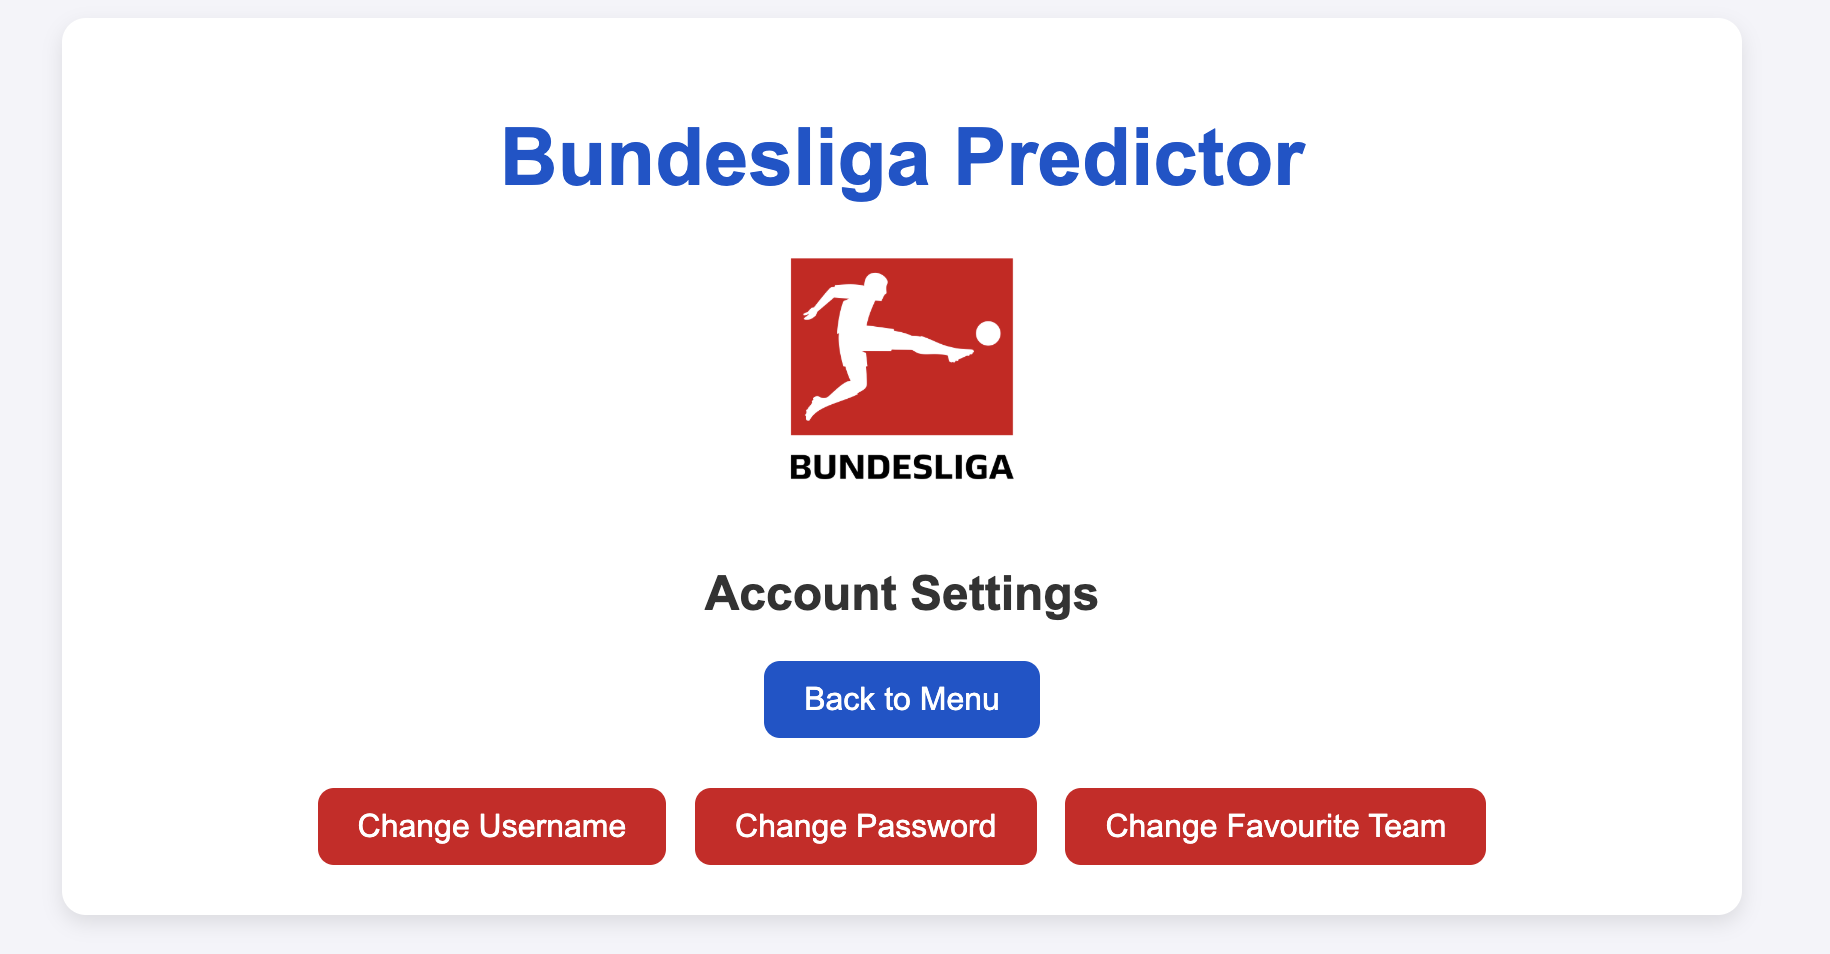 Bundesliga Predictor
BUNDESLIGA
Account Settings
Back to Menu
Change Username
Change Password
Change Favourite Team